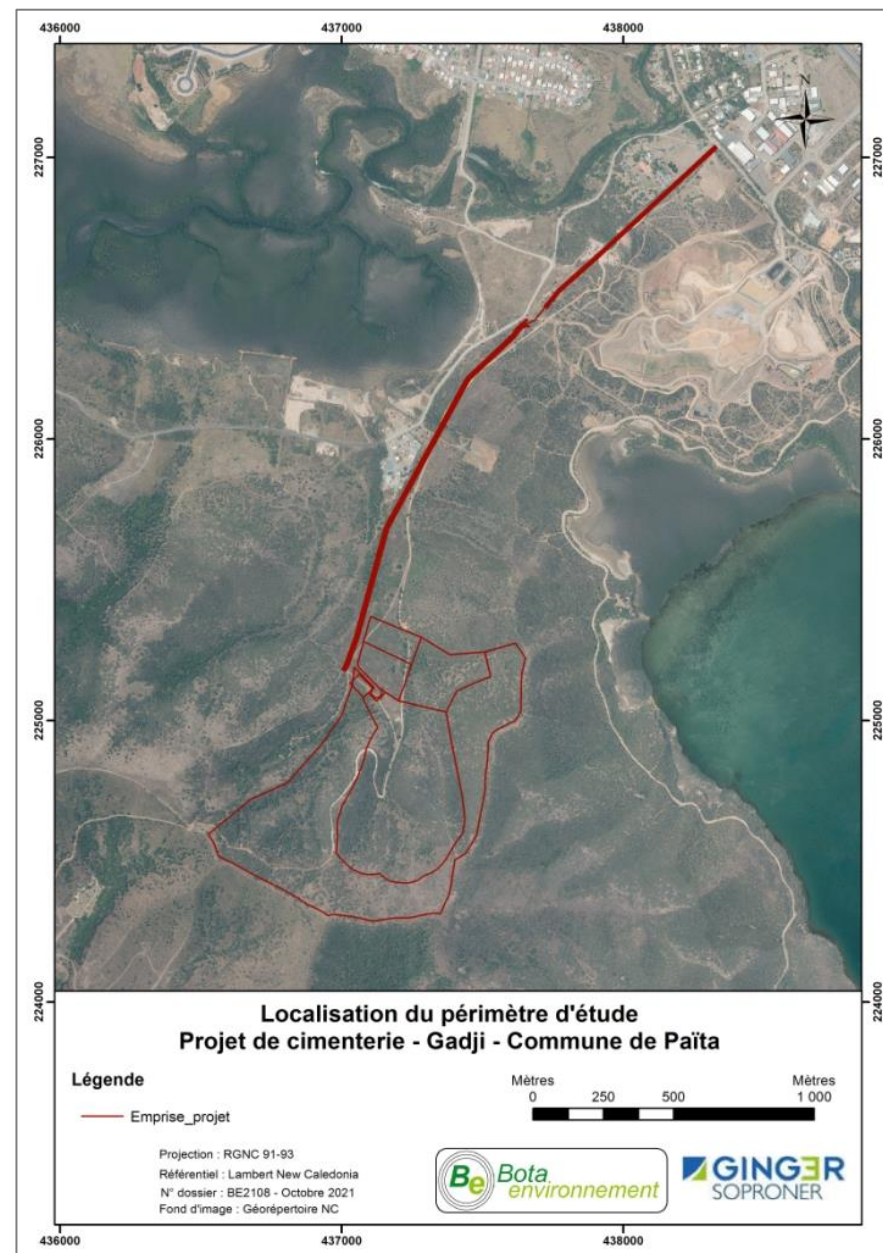 436000 437000 438000
N
227000 227000
226000 226000
225000 225000
224000 224000
Localisation du périmètre d'étude
Projet de cimenterie - Gadji - Commune de Païta
Légende
Emprise_projet
Mètres Mètres
0 250 500 1 000
Projection : RGNC 91-93
Référentiel : Lambert New Caledonia
N° dossier : BE2108 - Octobre 2021
Fond d'image : Géorépertoire NC
Be Bota
environnement
GINGER
SOPRONER
436000 437000 438000